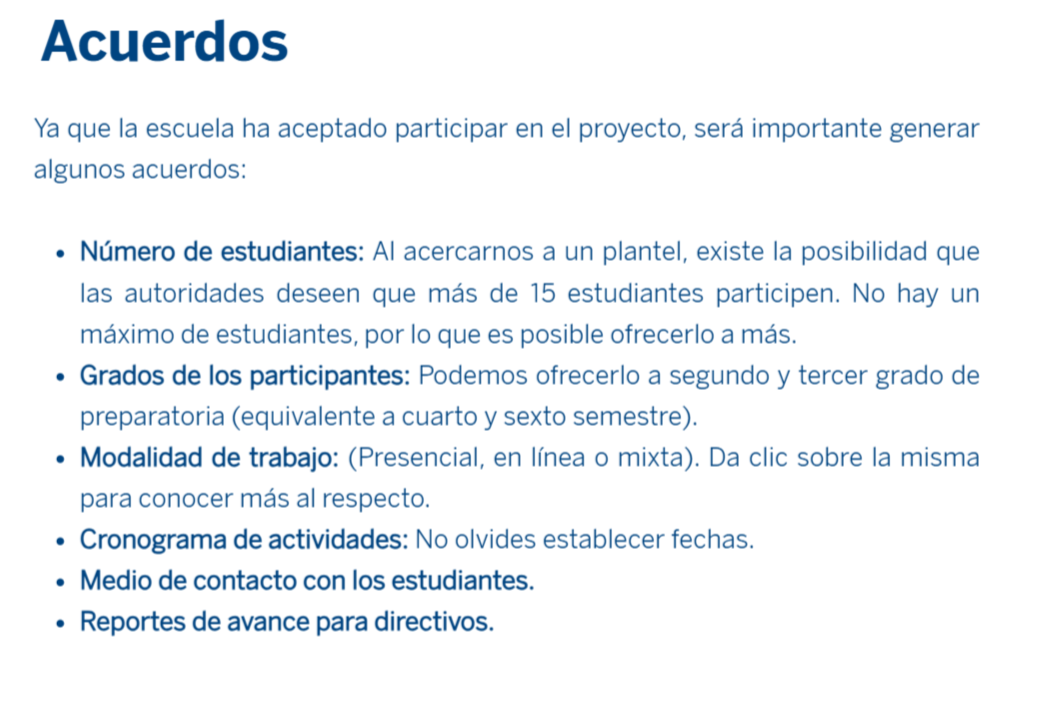 Acuerdos
Ya que la escuela ha aceptado participar en el proyecto, será importante generar
algunos acuerdos:
• Número de estudiantes: Al acercarnos a un plantel, existe la posibilidad que
las autoridades deseen que más de 15 estudiantes participen. No hay un
máximo de estudiantes, por lo que es posible ofrecerlo a más.
• Grados de los participantes: Podemos ofrecerlo a segundo y tercer grado de
preparatoria (equivalente a cuarto y sexto semestre).
• Modalidad de trabajo: (Presencial, en línea o mixta). Da clic sobre la misma
para conocer más al respecto.
• Cronograma de actividades: No olvides establecer fechas.
• Medio de contacto con los estudiantes.
• Reportes de avance para directivos.